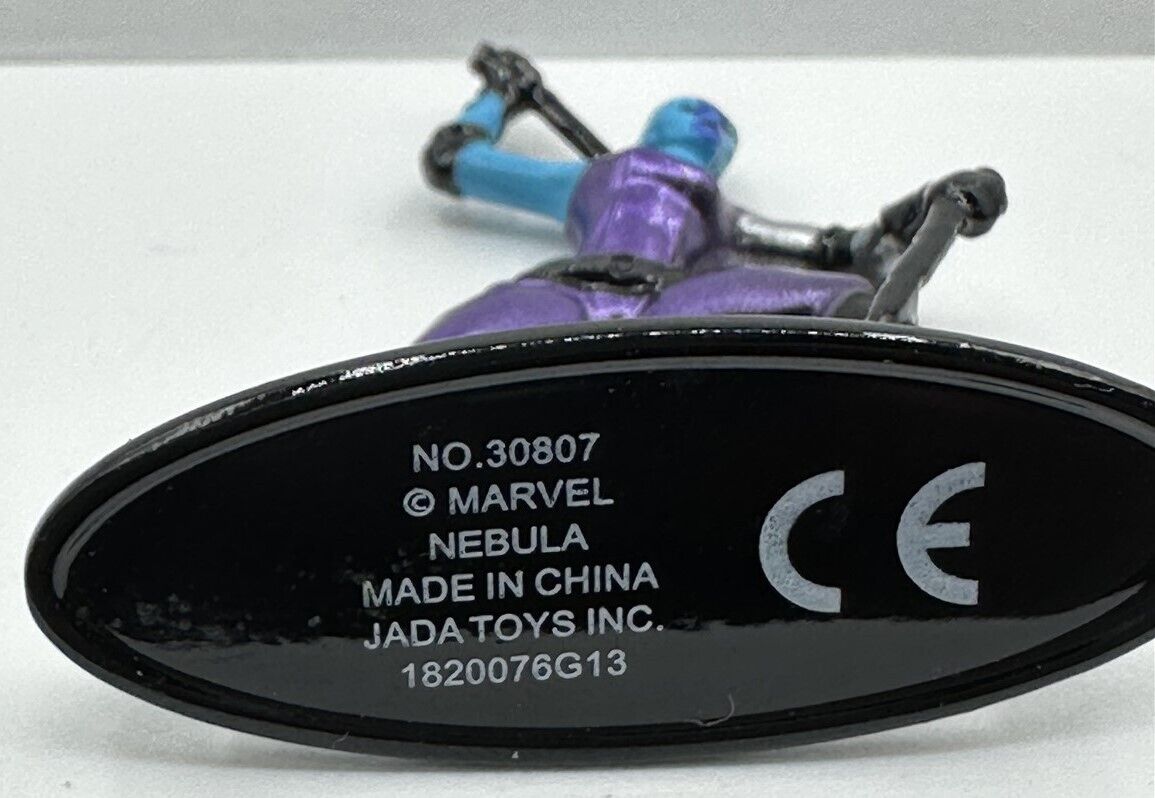 NO.30807
© MARVEL
NEBULA
MADE IN CHINA
JADA TOYS INC.
1820076G13
CE